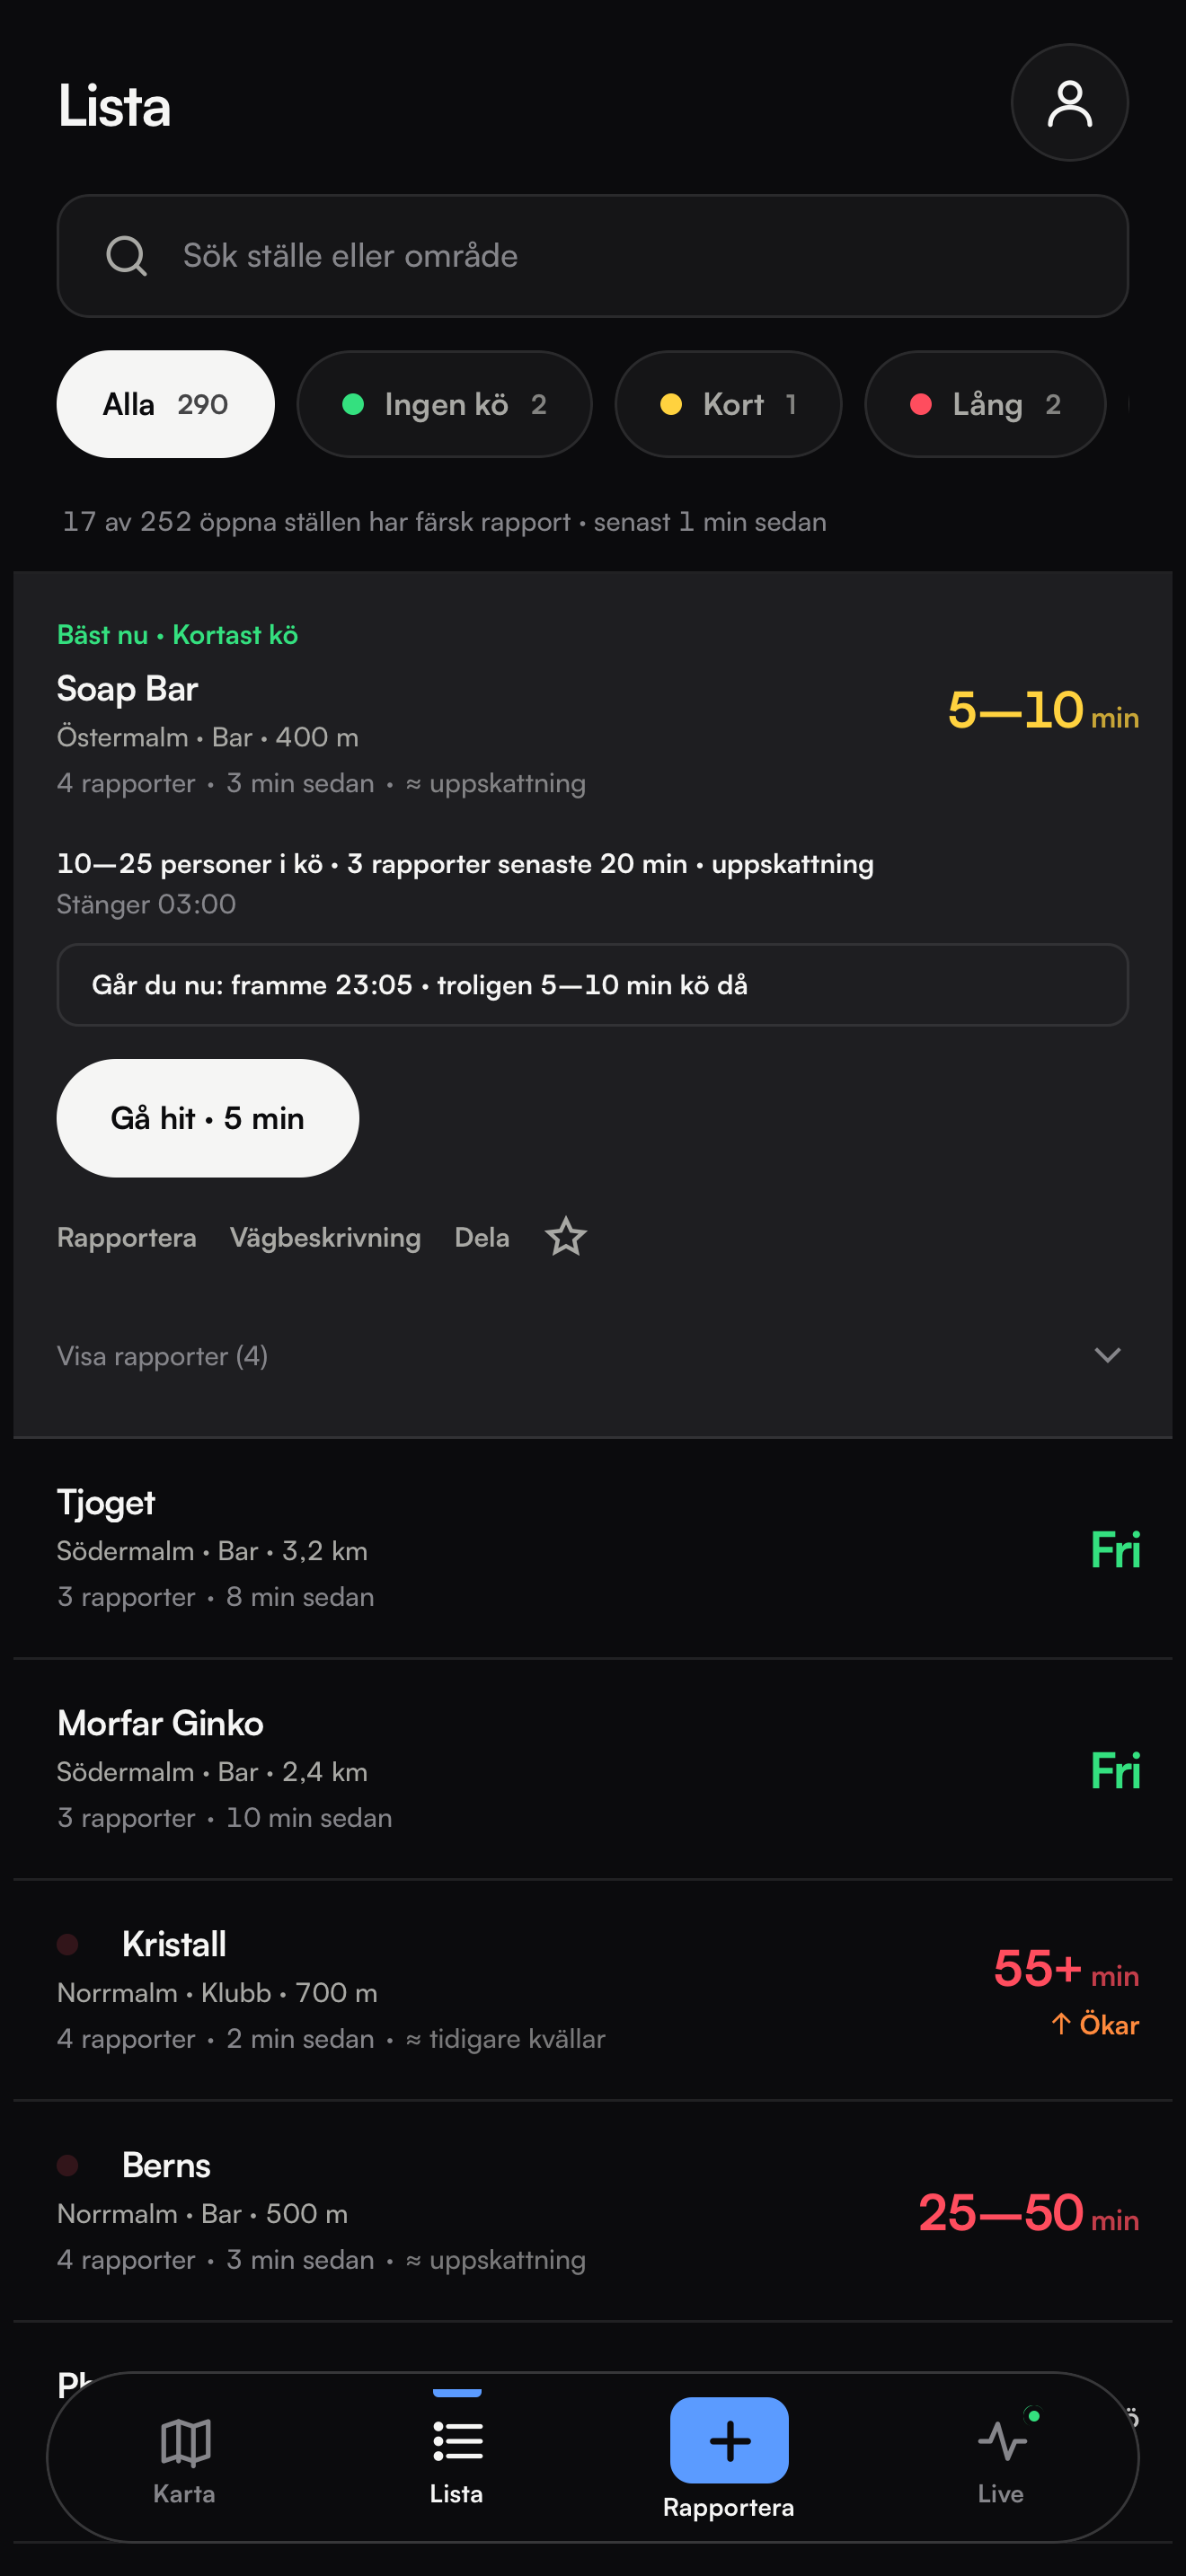 Lista
Sök ställe eller område
Alla 290 Ingen kö 2 Kort 1 Lång 2
17 av 252 öppna ställen har färsk rapport · senast 1 min sedan
Bäst nu · Kortast kö
Soap Bar
5—10 min
Östermalm · Bar · 400 m
4 rapporter · 3 min sedan · ≈ uppskattning
10—25 personer i kö · 3 rapporter senaste 20 min · uppskattning
Stänger 03:00
Går du nu: framme 23:05 · troligen 5—10 min kö då
Gå hit · 5 min
Rapportera Vägbeskrivning Dela
Visa rapporter (4)
Tjoget
Södermalm · Bar · 3,2 km
Fri
3 rapporter · 8 min sedan
Morfar Ginko
Södermalm · Bar · 2,4 km
Fri
3 rapporter · 10 min sedan
Kristall
55+ min
Norrmalm · Klubb · 700 m
↑ Ökar
4 rapporter · 2 min sedan · ≈ tidigare kvällar
Berns
Norrmalm · Bar · 500 m
25—50 min
4 rapporter · 3 min sedan · ≈ uppskattning
Karta Lista Rapportera Live